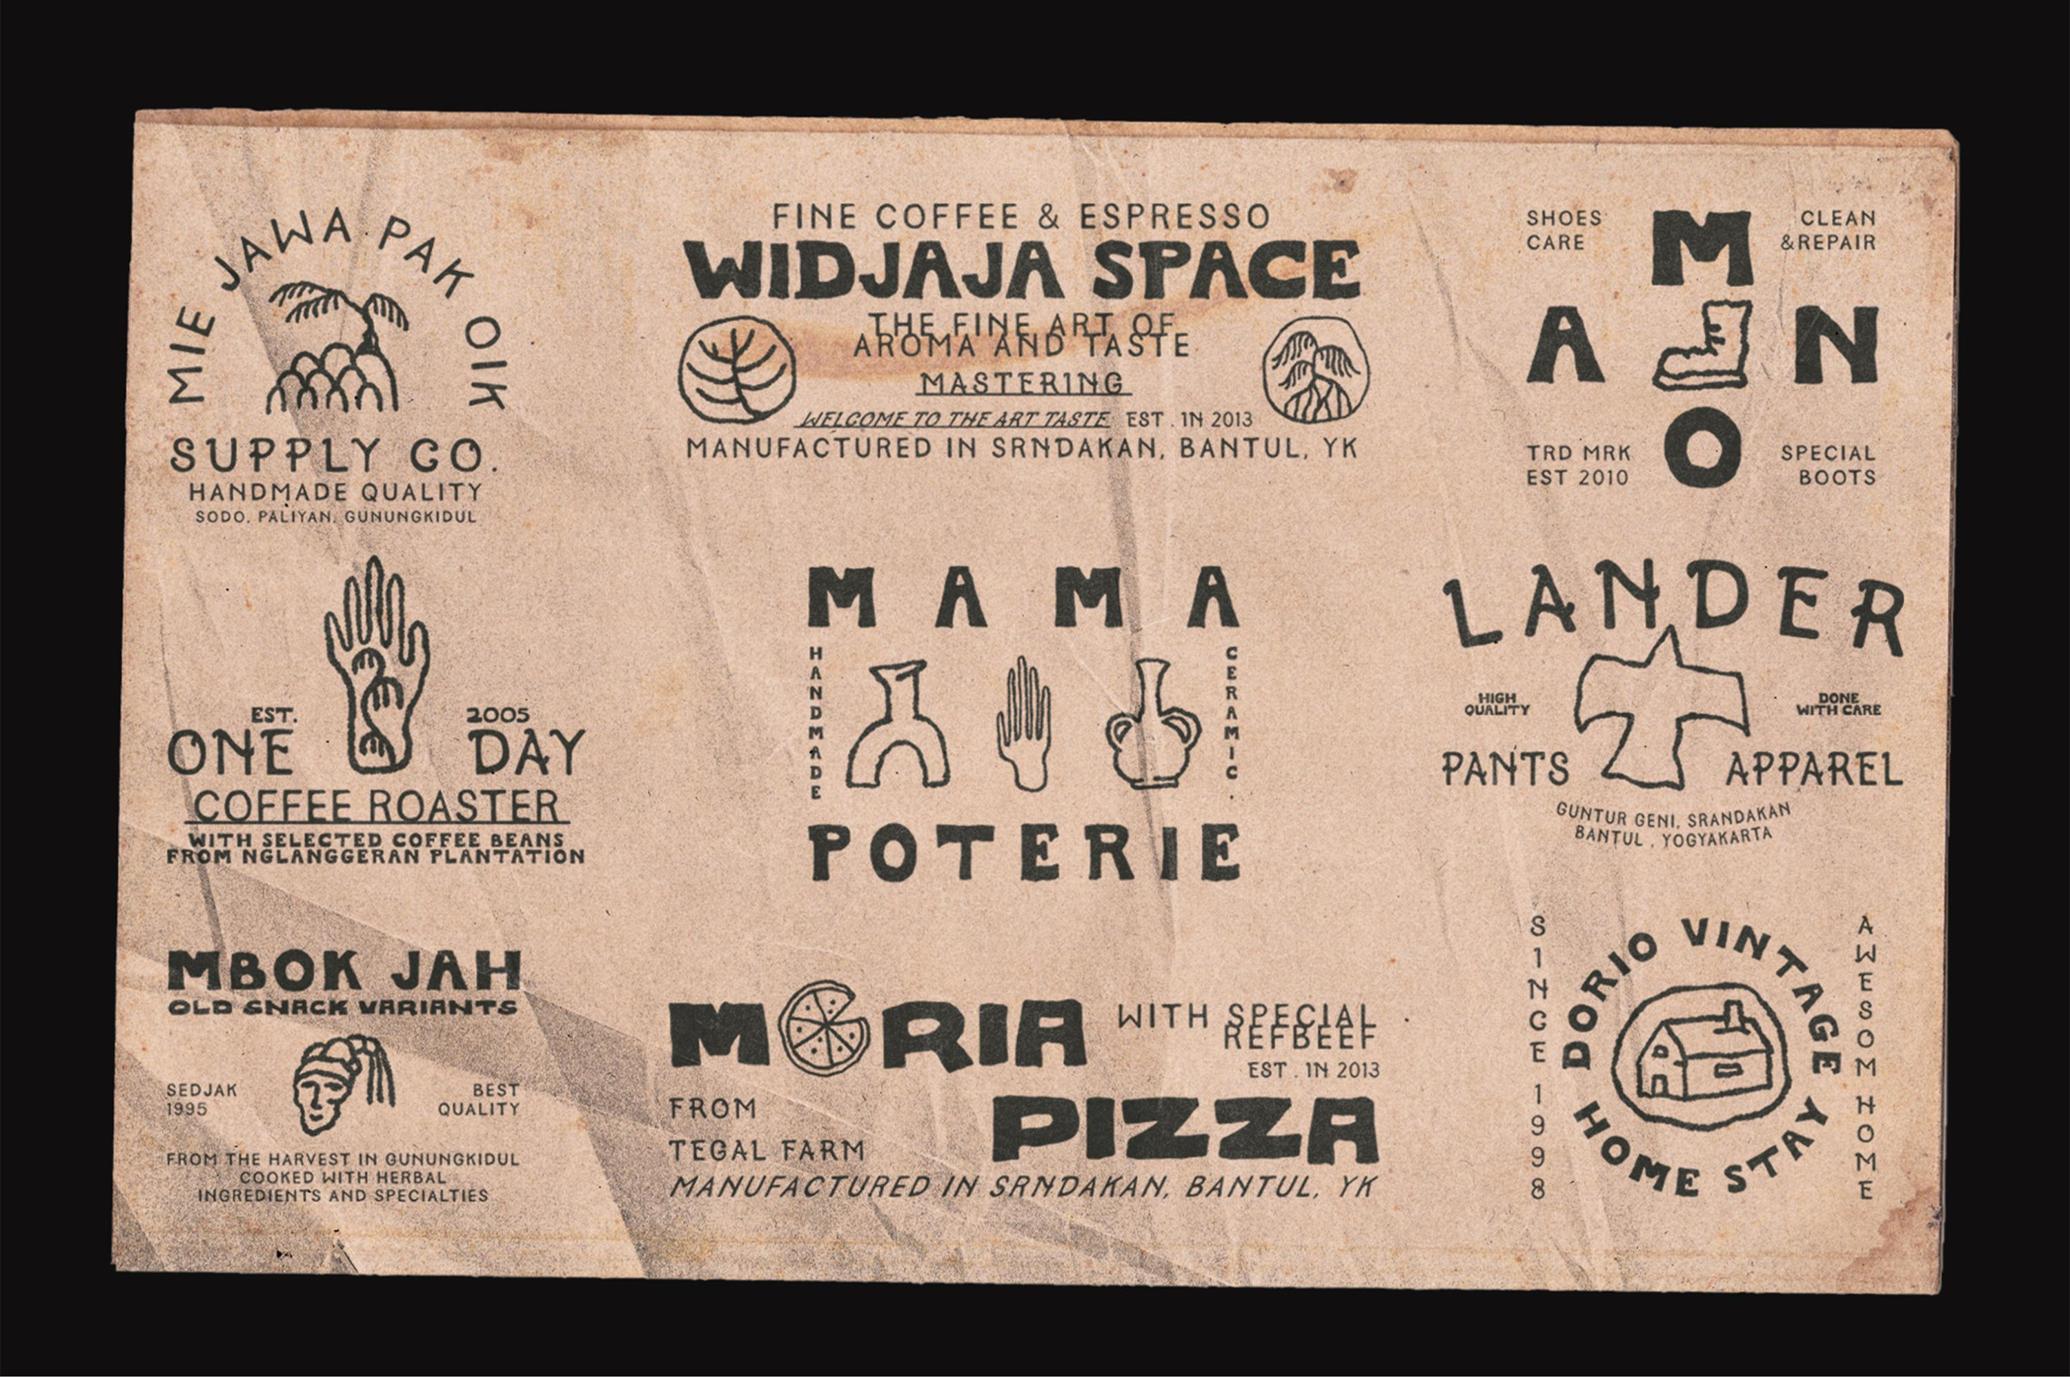 MIE JAWA PAK OIK
SUPPLY CO.
HANDMADE QUALITY
SODO, PALIYAN, GUNUNGKIDUL
FINE COFFEE & ESPRESSO
WIDJAJA SPACE
THE FINE ART OF
AROMA AND TASTE
MASTERING
WELCOME TO THE ART TASTE EST . IN 2013
MANUFACTURED IN SRNDAKAN, BANTUL, YK
SHOES
CARE
M
CLEAN
&REPAIR
A N
O
TRD MRK
EST 2010
SPECIAL
BOOTS
EST. 2005
ONE DAY
COFFEE ROASTER
WITH SELECTED COFFEE BEANS
FROM NGLANGGERAN PLANTATION
MAMA
HANDMADE
CERAMIC.
POTERIE
LANDER
HIGH
QUALITY
DONE
WITH CARE
PANTS APPAREL
GUNTUR GENI, SRANDAKAN
BANTUL , YOGYAKARTA
MBOK JAH
OLD SNACK VARIANTS
SEDJAK
1995
BEST
QUALITY
FROM THE HARVEST IN GUNUNGKIDUL
COOKED WITH HERBAL
INGREDIENTS AND SPECIALTIES
M RIA
WITH SPECIAL
REFBEEF
EST . IN 2013
FROM
TEGAL FARM
PIZZA
MANUFACTURED IN SRNDAKAN, BANTUL, YK
SINGE 1998
DORIO VINTAGE
HOME STAY
AWESOM HOME